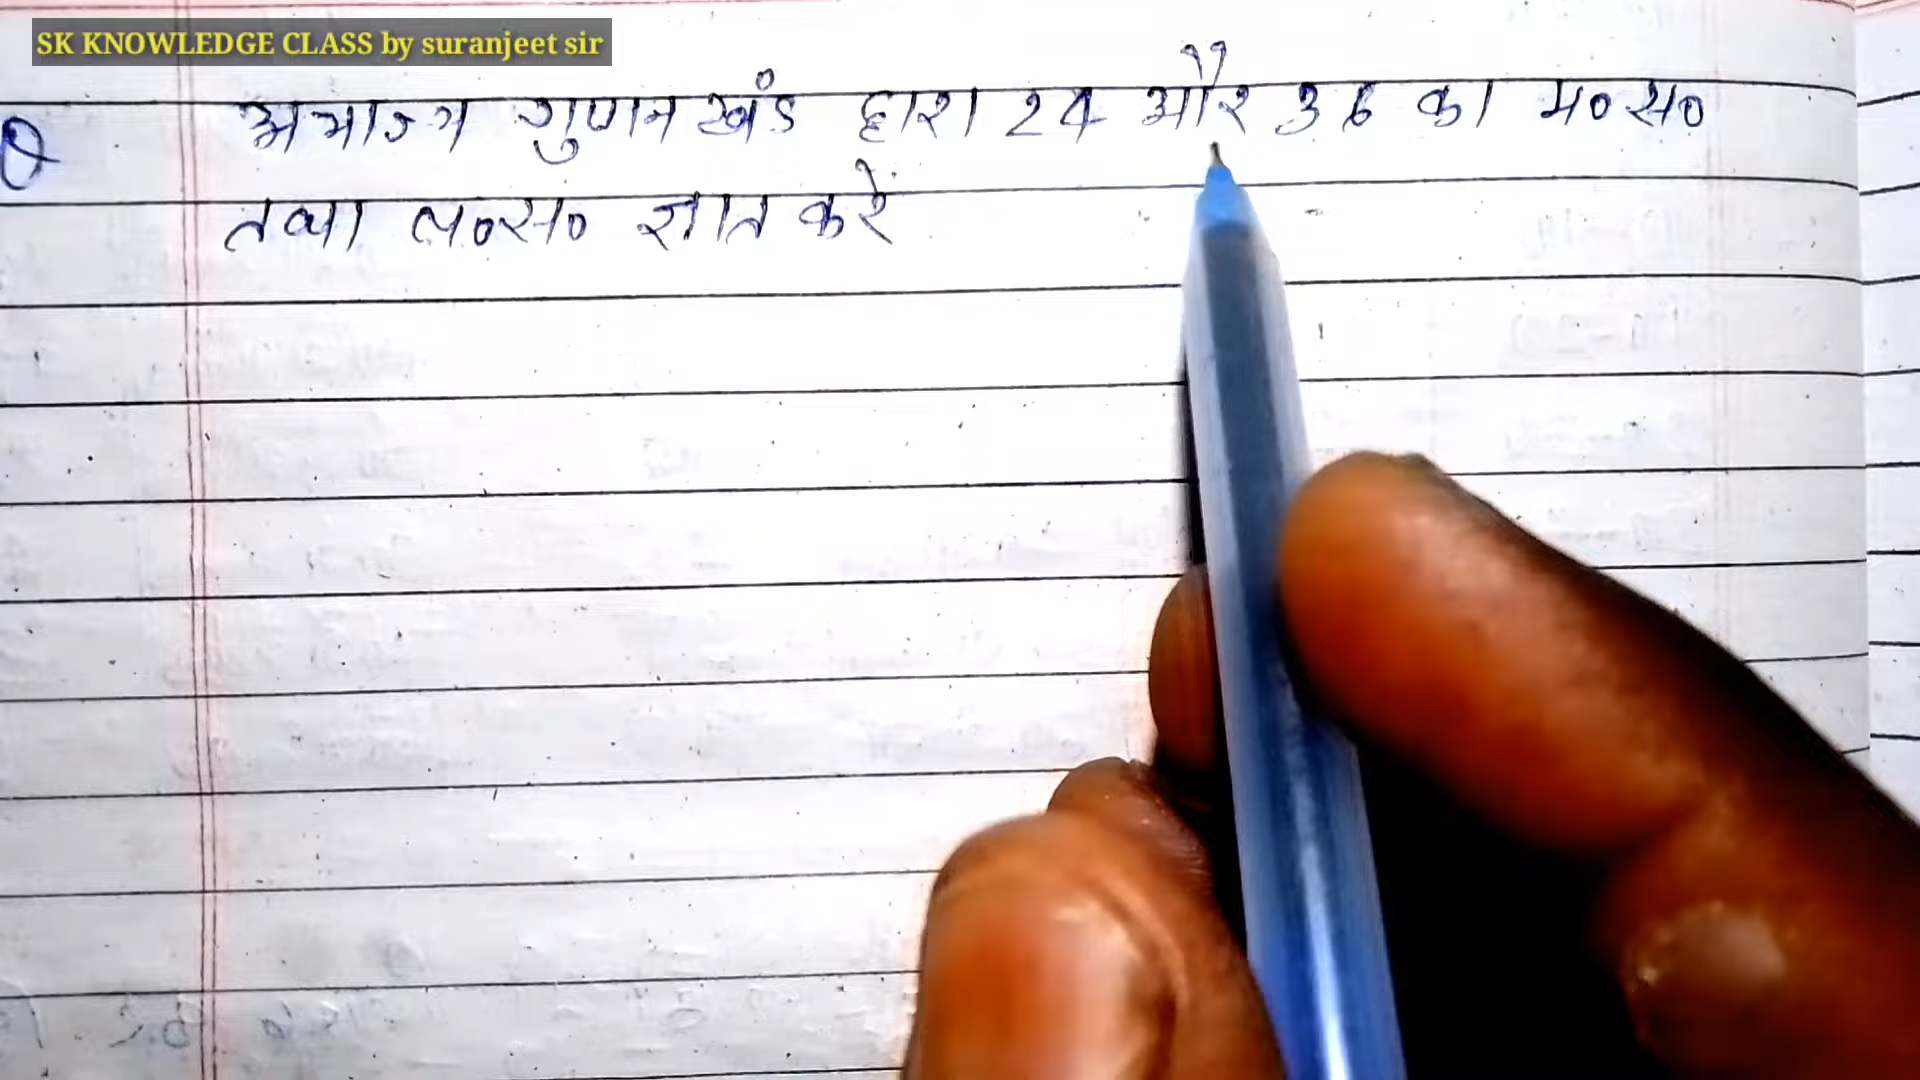 SK KNOWLEDGE CLASS by suranjeet sir
Q अभाज्य गुणनखंड द्वारा 24 और 36 का म०स०
तथा ल०स० ज्ञात करें